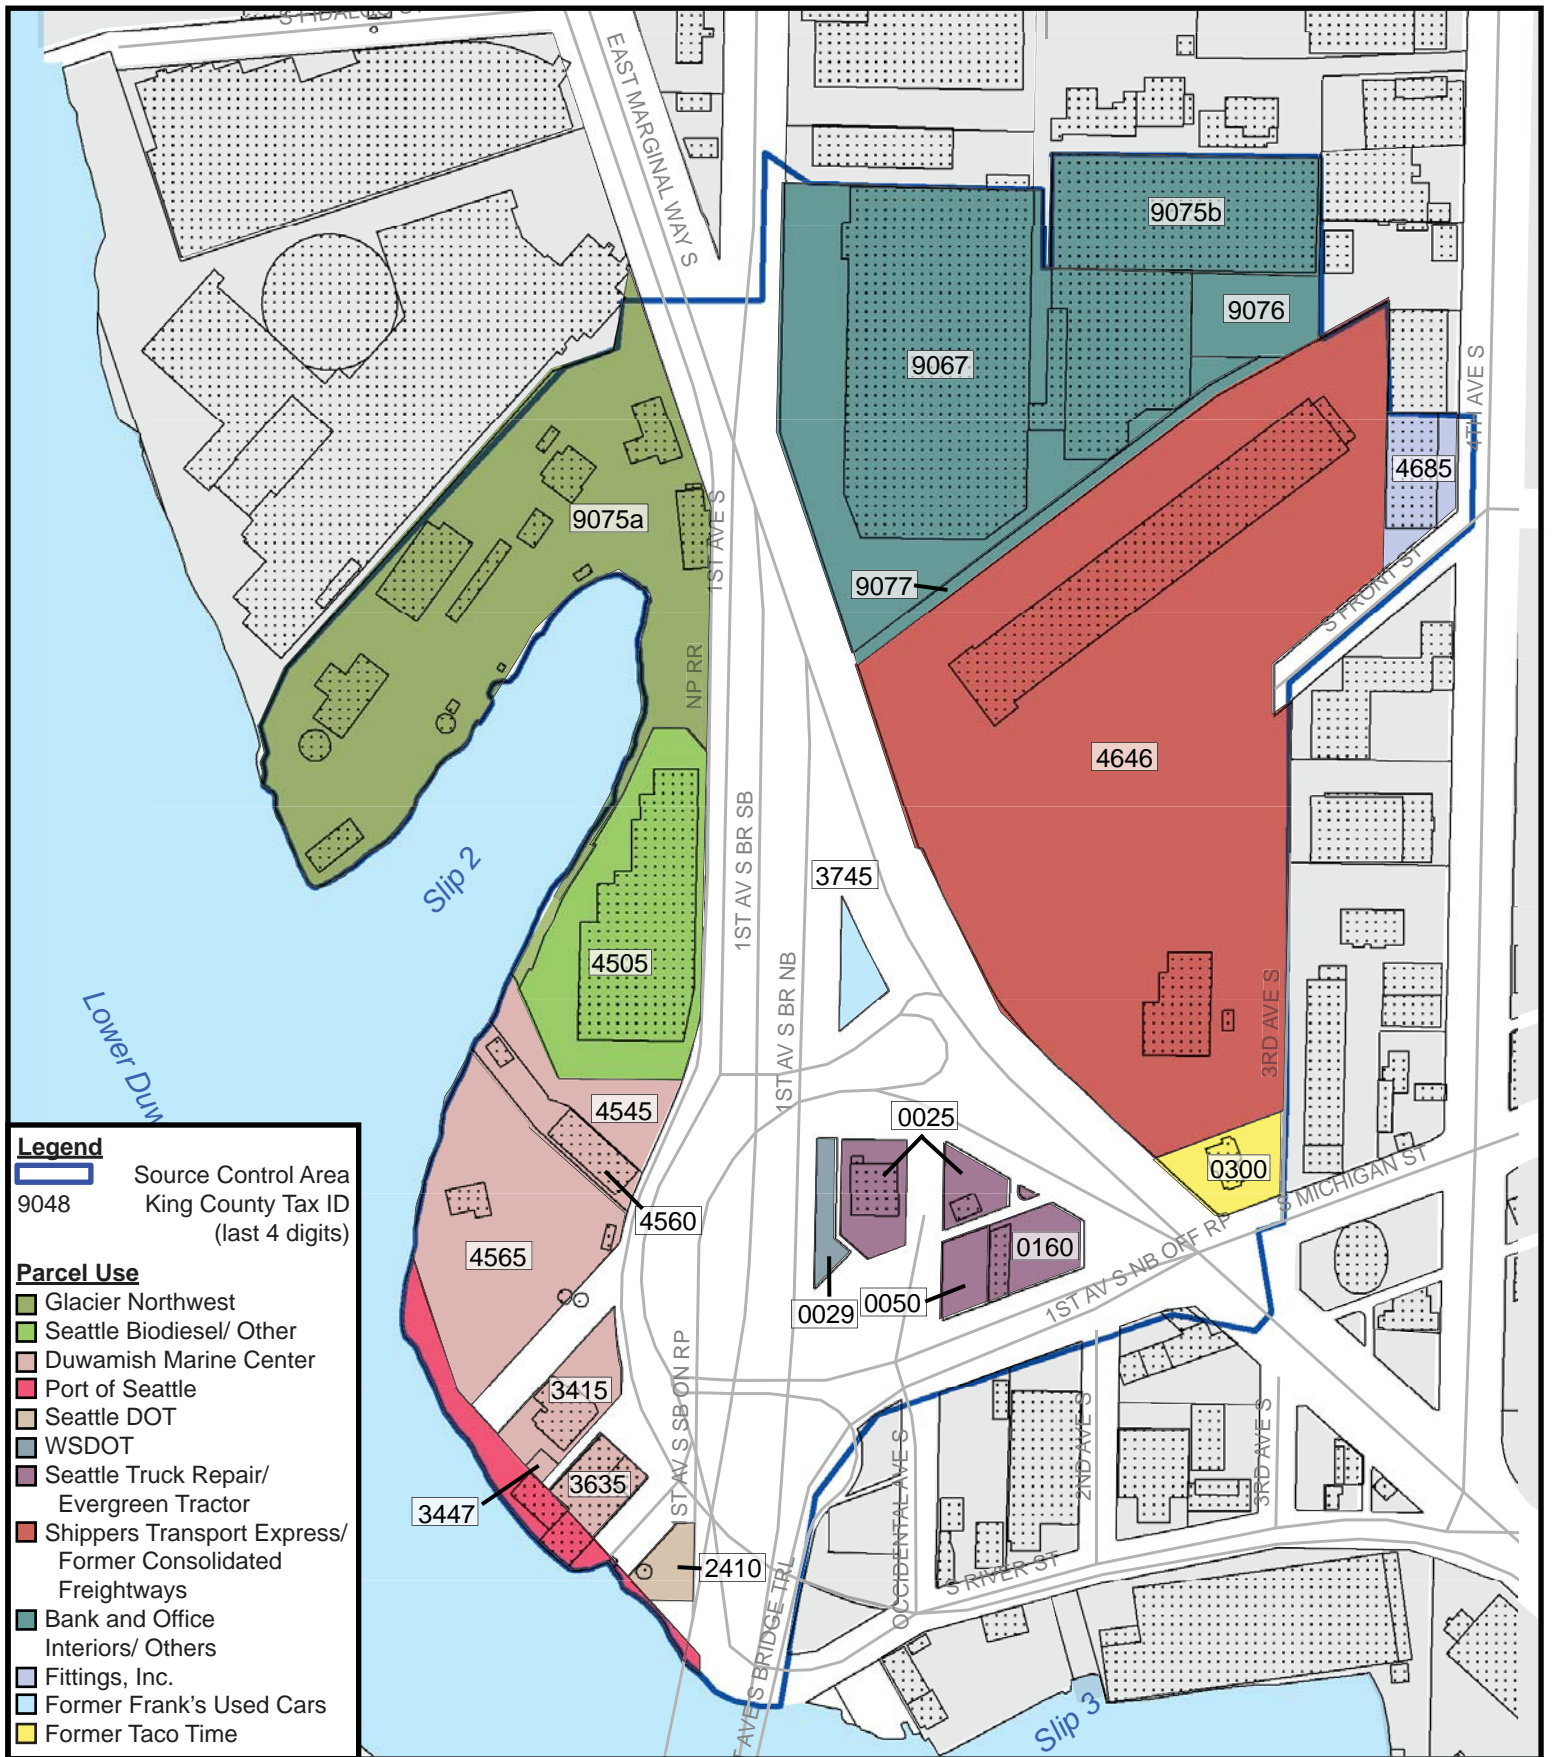 EAST MARGINAL WAY S
9075b
9076
9067
4TH AVE S
4685
9075a
1ST AVE S
9077
S FRONT ST
NP RR
4646
1ST AV S BR SB
3745
Slip 2
4505
1ST AV S BR NB
3RD AVE S
Lower Duw
4545
0025
0300
S MICHIGAN ST
4560
4565
0160
0050
0029
1ST AV S NB OFF RP
3415
1ST AV S SB ON RP
3635
3447
2410
OCCIDENTAL AVE S
2ND AVE S
3RD AVE S
S RIVER ST
AVE S BRIDGE TRL
Slip 3
Legend
Source Control Area
9048 King County Tax ID
(last 4 digits)
Parcel Use
Glacier Northwest
Seattle Biodiesel/ Other
Duwamish Marine Center
Port of Seattle
Seattle DOT
WSDOT
Seattle Truck Repair/
Evergreen Tractor
Shippers Transport Express/
Former Consolidated
Freightways
Bank and Office
Interiors/ Others
Fittings, Inc.
Former Frank's Used Cars
Former Taco Time